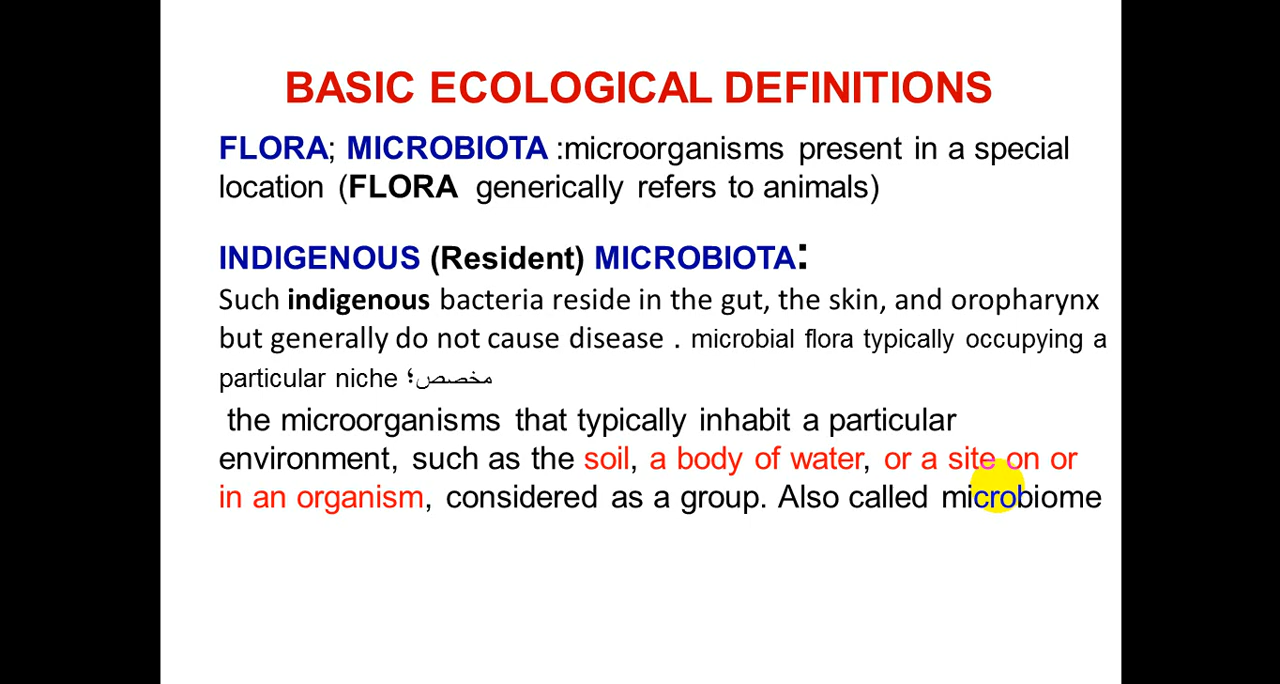 BASIC ECOLOGICAL DEFINITIONS
FLORA; MICROBIOTA :microorganisms present in a special
location (FLORA generically refers to animals)
INDIGENOUS (Resident) MICROBIOTA:
Such indigenous bacteria reside in the gut, the skin, and oropharynx
but generally do not cause disease . microbial flora typically occupying a
particular niche مخصص؛
the microorganisms that typically inhabit a particular
environment, such as the soil, a body of water, or a site on or
in an organism, considered as a group. Also called microbiome